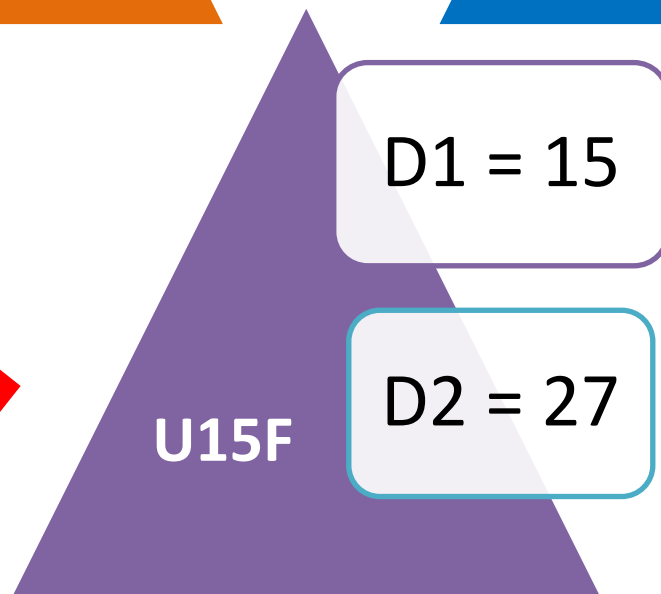 D1 = 15
D2 = 27
U15F